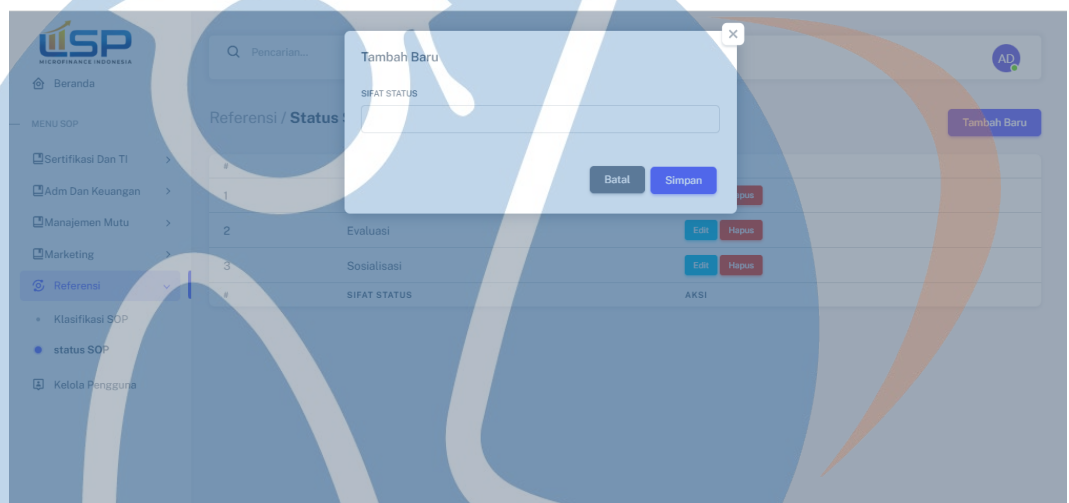 LSP
MICROFINANCE INDONESIA
Pencarian...
AD
Beranda
MENU SOP
Sertifikasi Dan TI
Adm Dan Keuangan
Manajemen Mutu
Marketing
Referensi
Klasifikasi SOP
status SOP
Kelola Pengguna
Tambah Baru
SIFAT STATUS
Batal
Simpan
Referensi / Status
Tambah Baru
#
1
2 Evaluasi Edit Hapus
3 Sosialisasi Edit Hapus
# SIFAT STATUS AKSI